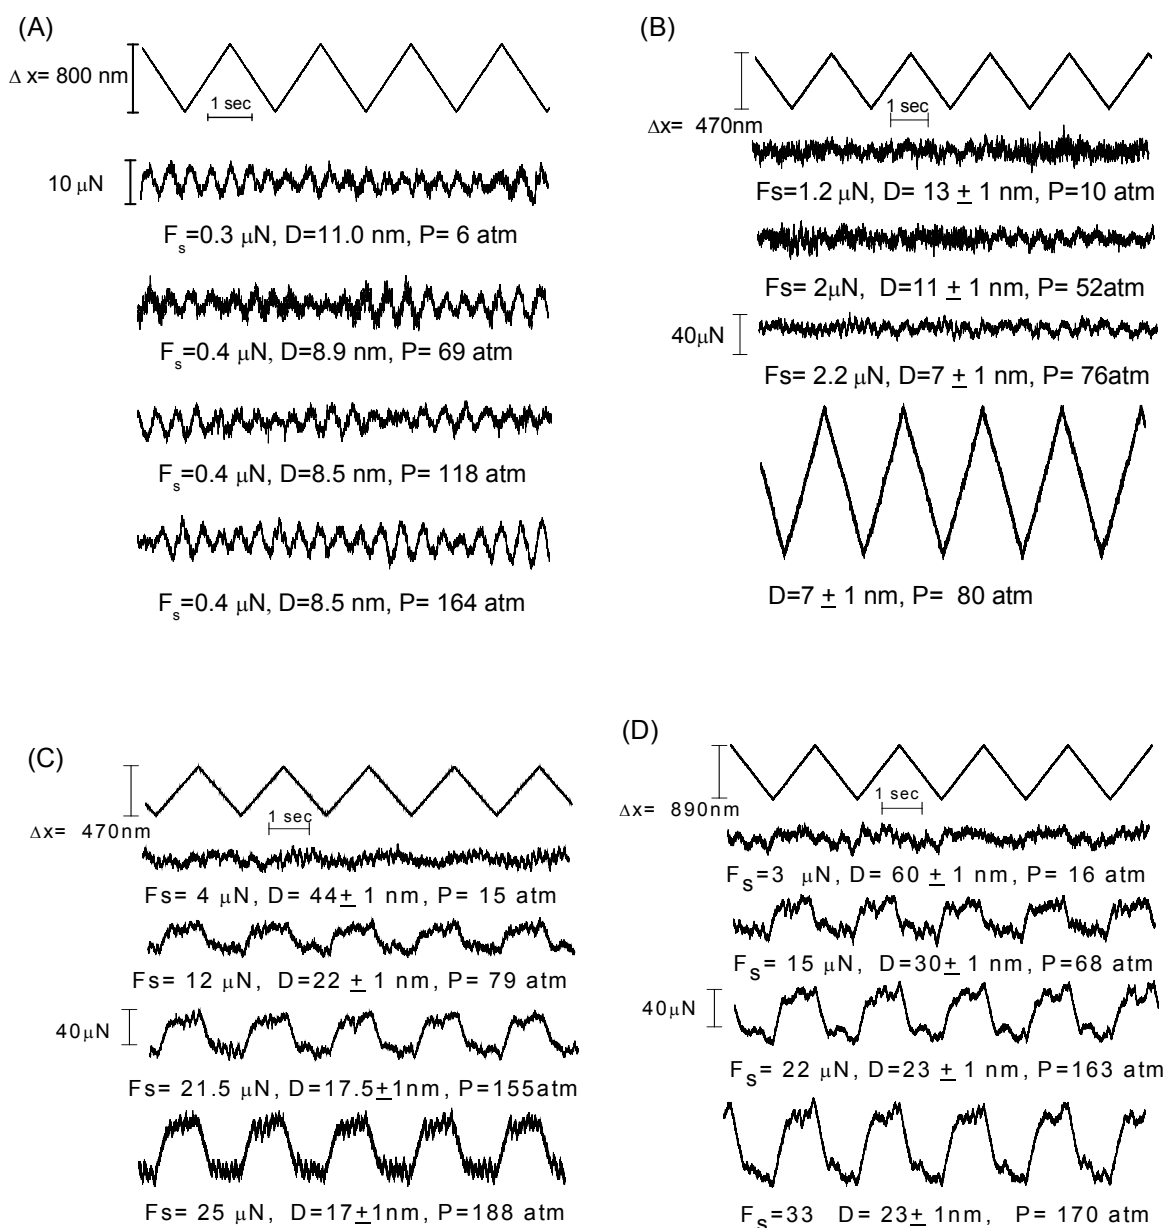 (A)
Δ x= 800 nm
1 sec
10 μN
F_s=0.3 μN, D=11.0 nm, P= 6 atm
F_s=0.4 μN, D=8.9 nm, P= 69 atm
F_s=0.4 μN, D=8.5 nm, P= 118 atm
F_s=0.4 μN, D=8.5 nm, P= 164 atm
(B)
1 sec
Δx= 470nm
Fs=1.2 μN, D= 13 ± 1 nm, P=10 atm
Fs= 2μN, D=11 ± 1 nm, P= 52atm
40μN
Fs= 2.2 μN, D=7 ± 1 nm, P= 76atm
D=7 ± 1 nm, P= 80 atm
(C)
1 sec
Δx= 470nm
Fs= 4 μN, D= 44± 1 nm, P= 15 atm
Fs= 12 μN, D=22 ± 1 nm, P= 79 atm
40μN
Fs= 21.5 μN, D=17.5±1nm, P=155atm
Fs= 25 μN, D=17±1nm, P=188 atm
(D)
1 sec
Δx= 890nm
F_s=3 μN, D= 60 ± 1 nm, P= 16 atm
F_s= 15 μN, D=30± 1 nm, P=68 atm
40μN
F_s= 22 μN, D=23 ± 1 nm, P=163 atm
F_s=33 D= 23± 1nm, P= 170 atm